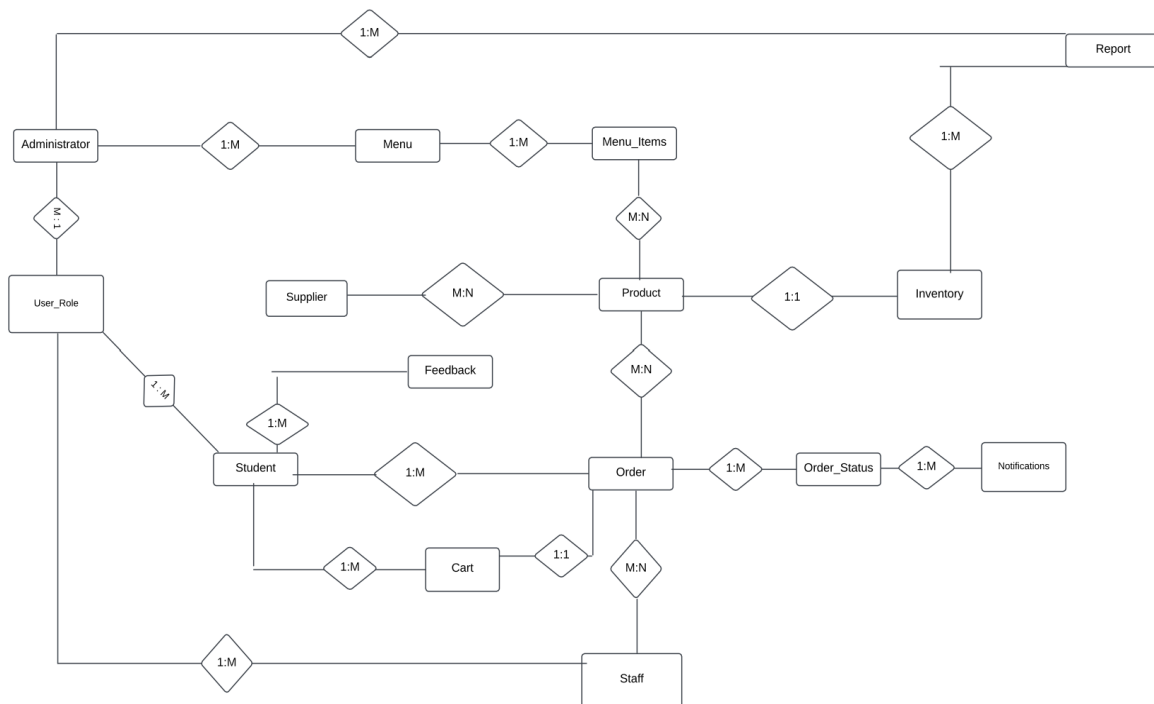 1:M
Report
Administrator
1:M
Menu
1:M
Menu_Items
1:M
M : 1
M:N
User_Role
Supplier
M:N
Product
1:1
Inventory
Feedback
M:N
1 : M
1:M
Student
1:M
Order
1:M
Order_Status
1:M
Notifications
1:M
Cart
1:1
M:N
1:M
Staff